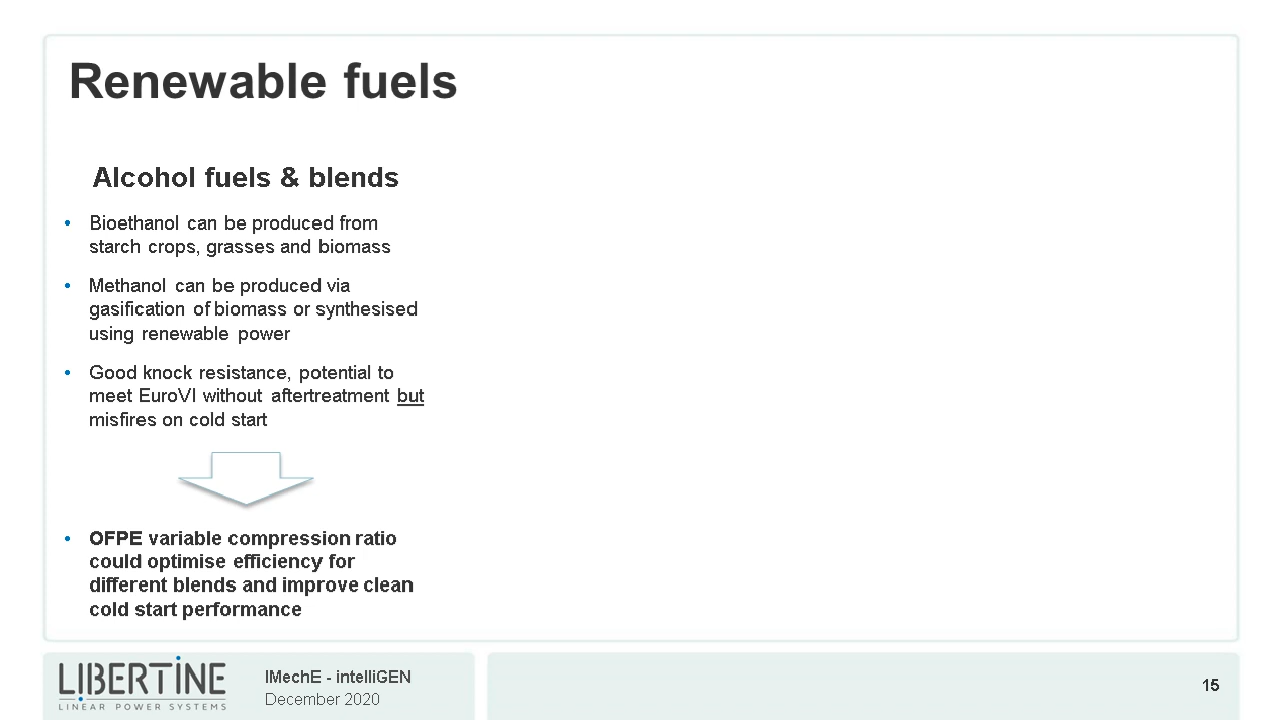 Renewable fuels
Alcohol fuels & blends
• Bioethanol can be produced from
starch crops, grasses and biomass
• Methanol can be produced via
gasification of biomass or synthesised
using renewable power
• Good knock resistance, potential to
meet EuroVI without aftertreatment but
misfires on cold start
• OFPE variable compression ratio
could optimise efficiency for
different blends and improve clean
cold start performance
LIBERTINE
LINEAR POWER SYSTEMS
IMechE - intelliGEN
December 2020
15